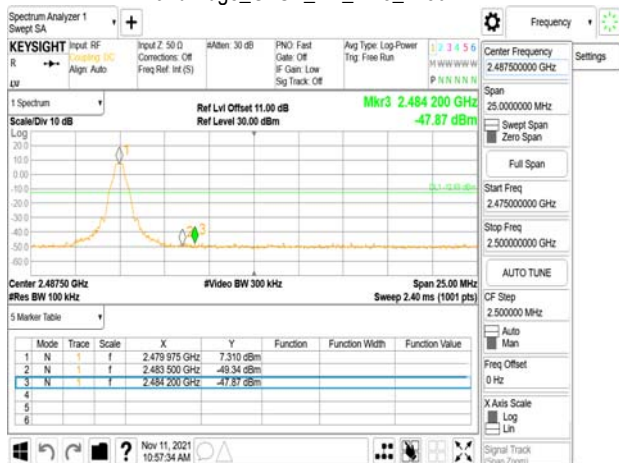 Spectrum Analyzer 1
Swept SA
Frequency
KEYSIGHT
R
LXI
Input: RF
Coupling: DC
Align: Auto
Input Z: 50 Ω
Corrections: Off
Freq Ref: Int (S)
#Atten: 30 dB
PNO: Fast
Gate: Off
IF Gain: Low
Sig Track: Off
Avg Type: Log-Power
Trig: Free Run
1 2 3 4 5 6
M W W W W W
P N N N N N
Center Frequency
2.487500000 GHz
Settings
Span
25.0000000 MHz
Swept Span
Zero Span
Full Span
Start Freq
2.475000000 GHz
Stop Freq
2.500000000 GHz
AUTO TUNE
CF Step
2.500000 MHz
Auto
Man
Freq Offset
0 Hz
X Axis Scale
Log
Lin
Signal Track
(Span Zoom)
1 Spectrum
Scale/Div 10 dB
Ref Lvl Offset 11.00 dB
Ref Level 30.00 dBm
Mkr3 2.484 200 GHz
-47.87 dBm
Log
20.0
10.0
0.00
-10.0
-20.0
-30.0
-40.0
-50.0
-60.0
1
2
3
Center 2.48750 GHz
#Res BW 100 kHz
#Video BW 300 kHz
Span 25.00 MHz
Sweep 2.40 ms (1001 pts)
5 Marker Table
Mode Trace Scale X Y Function Function Width Function Value
1 N 1 f 2.479 975 GHz 7.310 dBm
2 N 1 f 2.483 500 GHz -49.34 dBm
3 N 1 f 2.484 200 GHz -47.87 dBm
4
5
6
?
Nov 11, 2021
10:57:34 AM